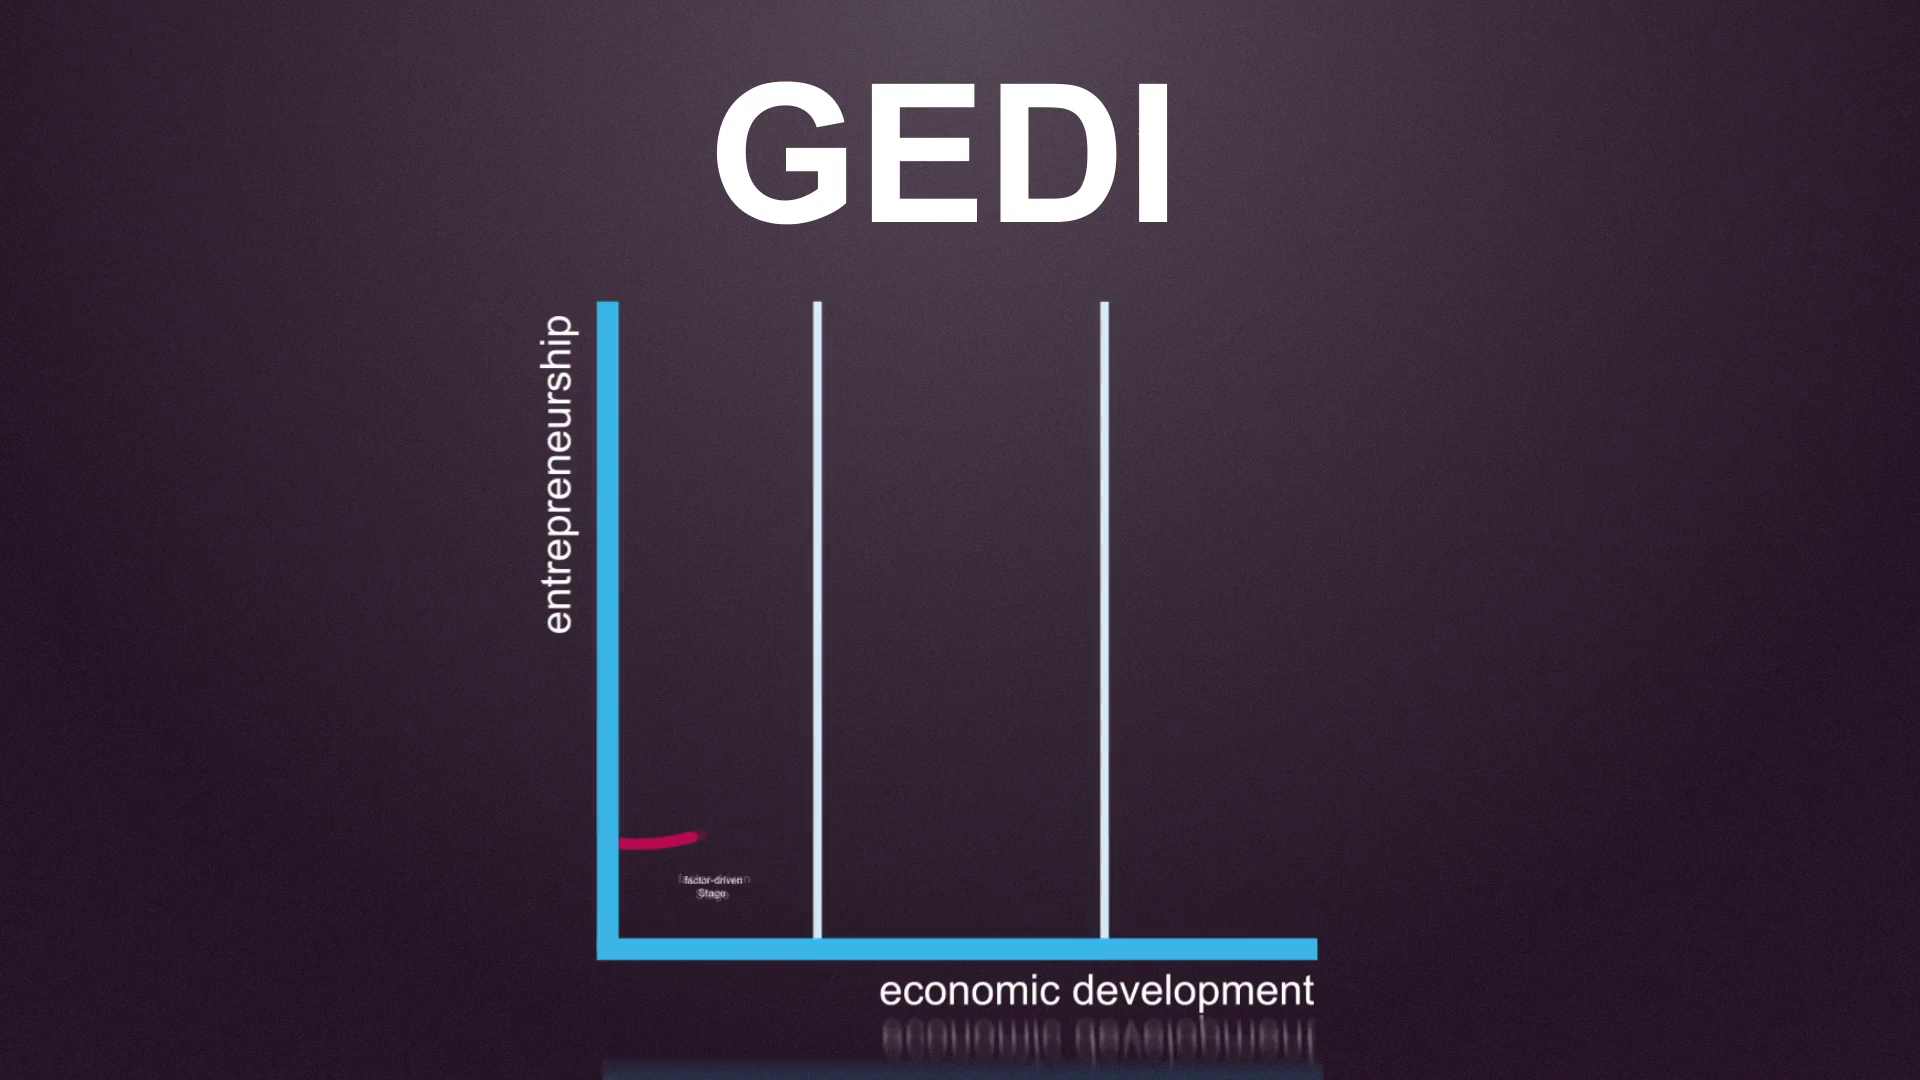 GEDI
entrepreneurship
factor-driven
Stage
economic development